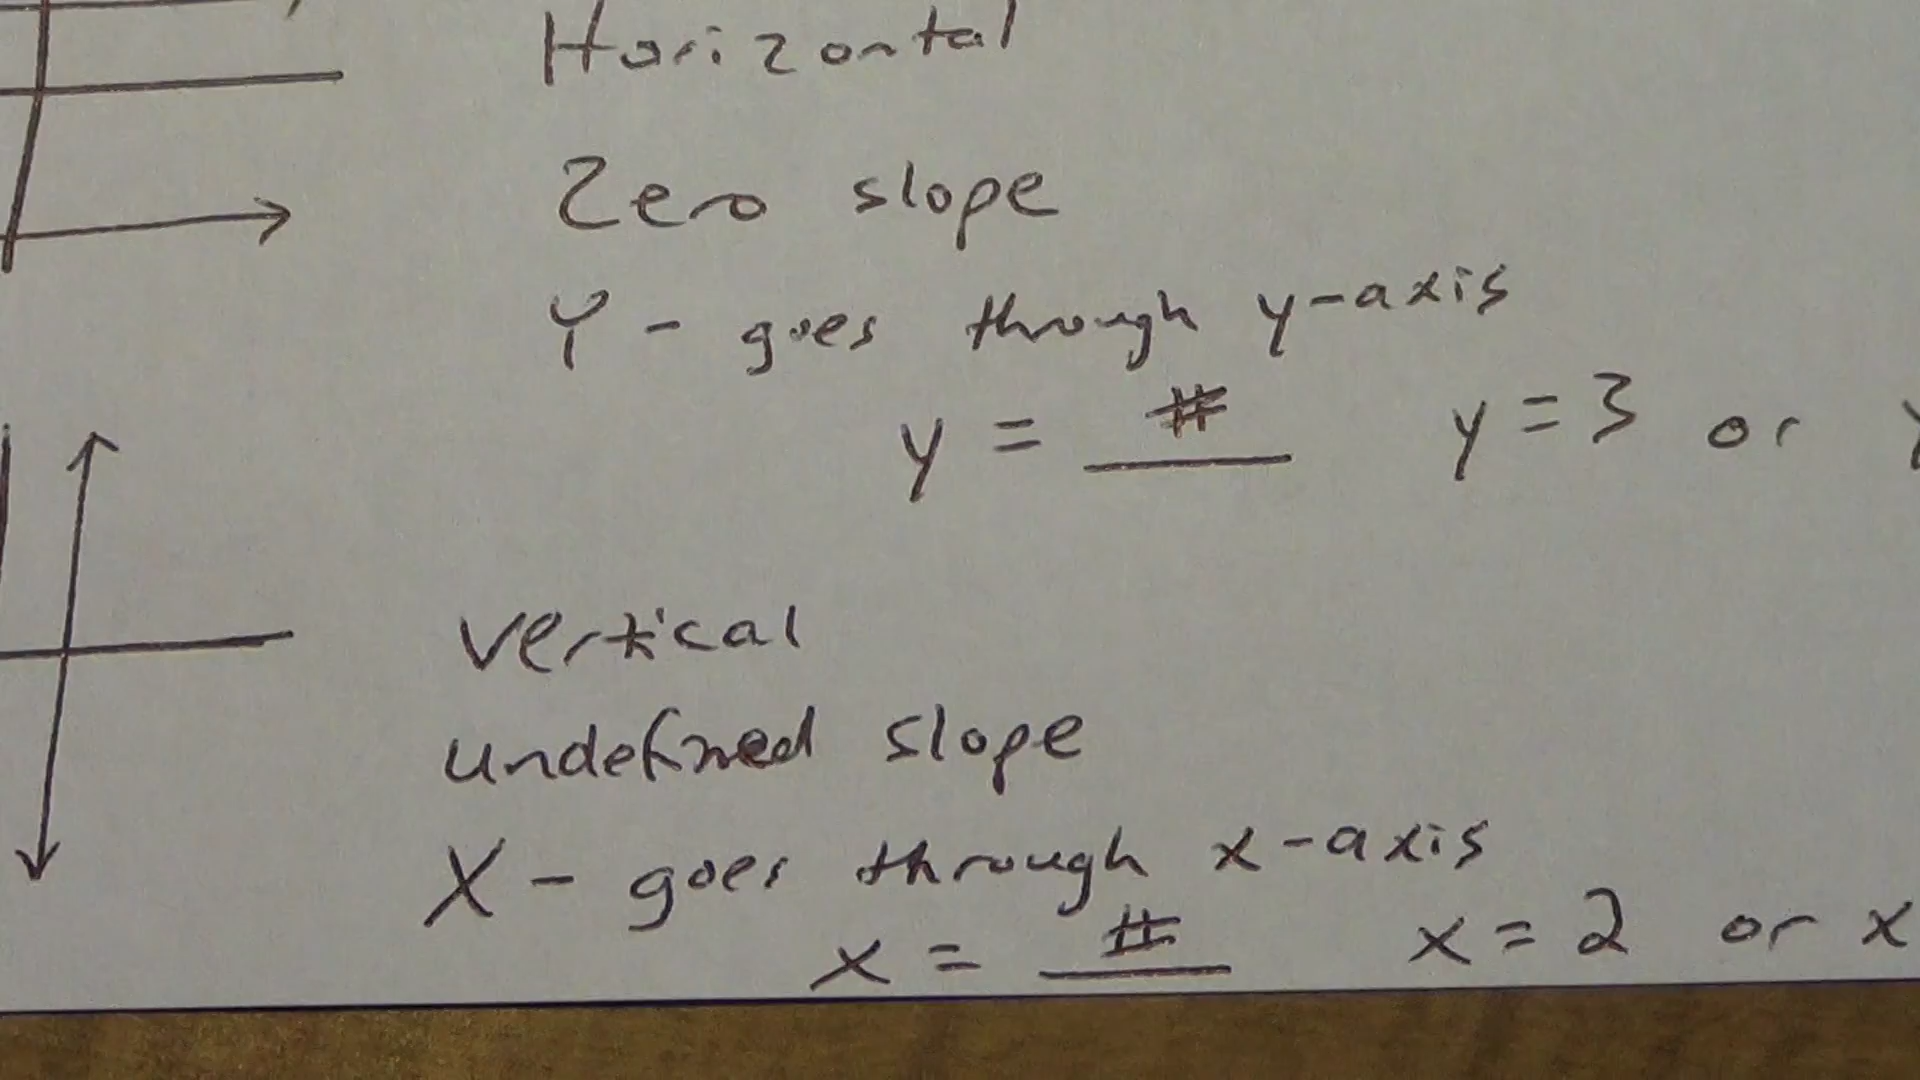 Horizontal
Zero slope
Y - goes through y-axis
y = # y = 3 or y
vertical
undefined slope
X - goes through x-axis
x = # x = 2 or x